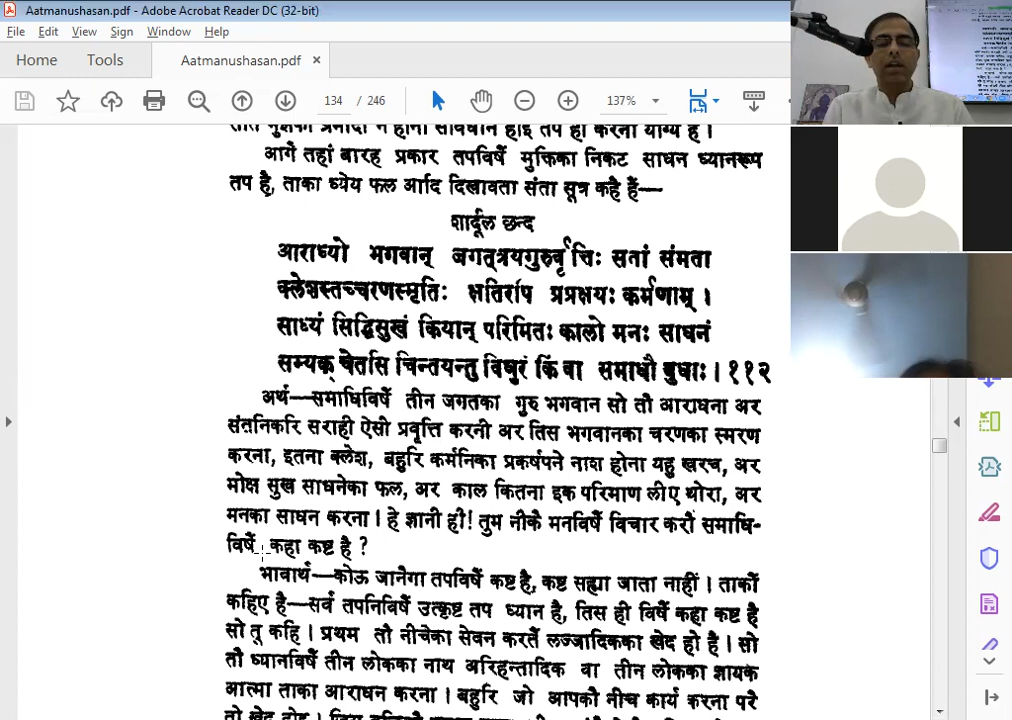 Aatmanushasan.pdf - Adobe Acrobat Reader DC (32-bit)
File Edit View Sign Window Help
Home Tools Aatmanushasan.pdf ×
134 / 246 137%
होना सावधान होइ तप ही करना योग्य है ।
आगें तहां बारह प्रकार तपविषैं मुक्तिका निकट साधन ध्यानरूप
तप है, ताका ध्येय फल आदि दिखावता संता सूत्र कहै हैं—
शार्दूल छन्द
आराध्यो भगवान् जगत्त्रयगुरुर्वृत्तिः सतां संमता
क्लेशस्तच्चरणस्मृतिः क्षतिरपि प्रप्रक्षयः कर्मणाम् ।
साध्यं सिद्धिसुखं कियान् परिमितः कालो मनः साधनं
सम्यक् चेतसि चिन्तयन्तु विधुरं किं वा समाधौ बुधाः । ११२
अर्थ—समाधिविषैं तीन जगतका गुरु भगवान सो तौ आराधना अर
संतनिकरि सराही ऐसी प्रवृत्ति करनी अर तिस भगवानका चरणका स्मरण
करना, इतना क्लेश, बहुरि कर्मनिका प्रकर्षपने नाश होना यहु खरच, अर
मोक्ष सुख साधनेका फल, अर काल कितना इक परिमाण लीए थोरा, अर
मनका साधन करना । हे ज्ञानी हौ! तुम नीकै मनविषैं विचार करौ समाधि-
विषैं कहा कष्ट है ?
भावार्थ—कोऊ जानैगा तपविषैं कष्ट है, कष्ट सह्या जाता नाहीं । ताकौं
कहिए है—सर्व तपनिविषैं उत्कृष्ट तप ध्यान है, तिस ही विषैं कहा कष्ट है
सो तू कहि । प्रथम तौ नीचेका सेवन करतैं लज्जादिकका खेद हो है । सो
तौ ध्यानविषैं तीन लोकका नाथ अरिहन्तादिक वा तीन लोकका ज्ञायक
आत्मा ताका आराधन करना । बहुरि जो आपकौ नीच कार्य करना परै